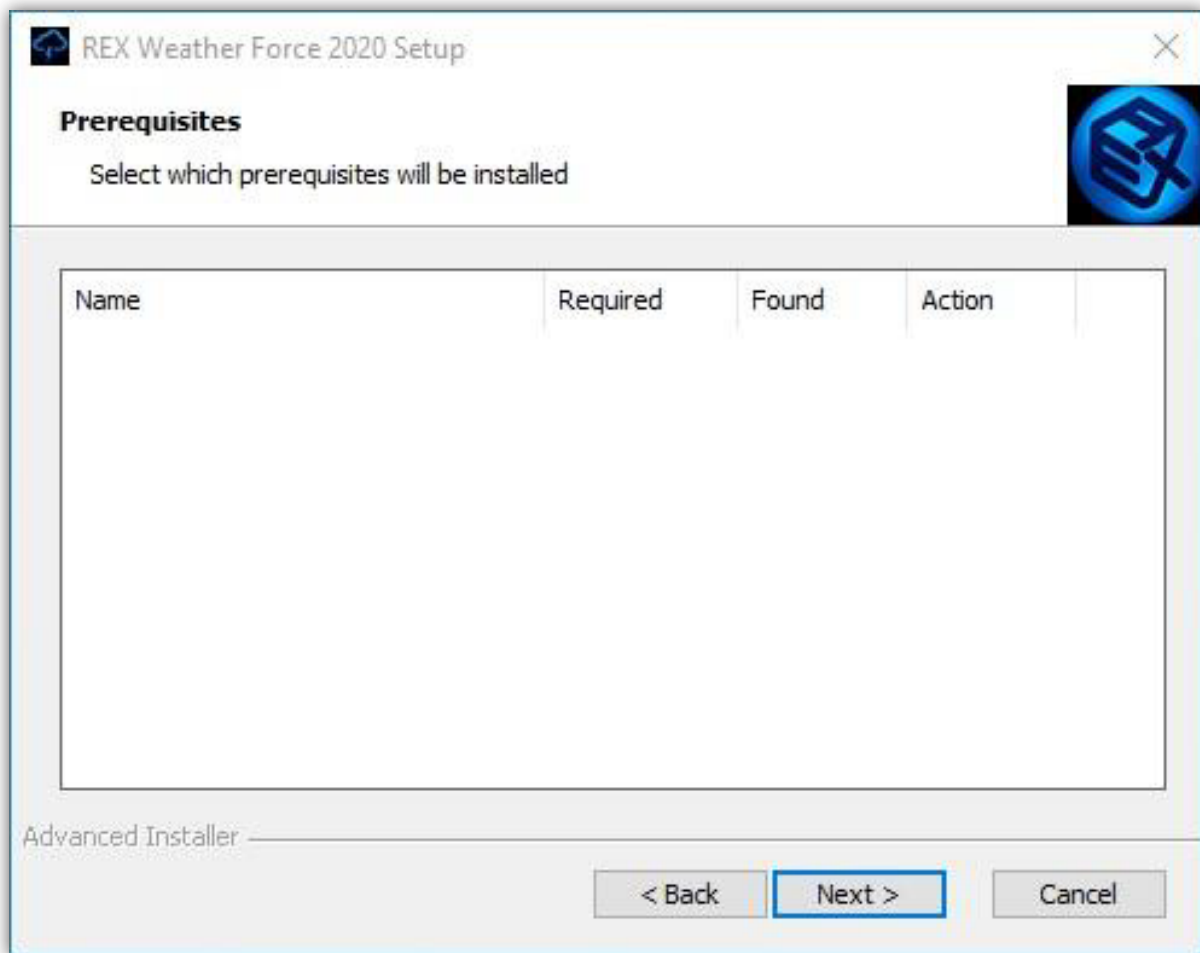 REX Weather Force 2020 Setup
Prerequisites
Select which prerequisites will be installed
REX
Name Required Found Action
Advanced Installer
< Back Next > Cancel